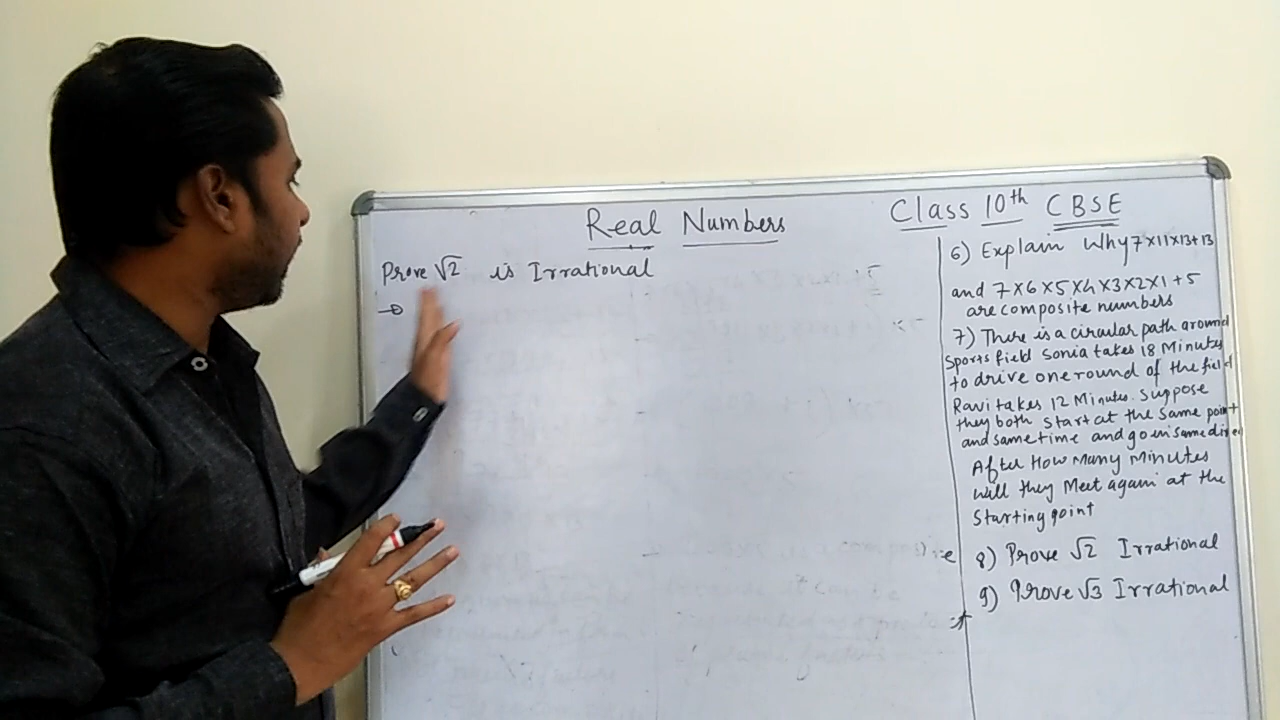 Real Numbers
Class 10th CBSE
Prove √2 is Irrational
6) Explain Why 7×11×13+13
and 7×6×5×4×3×2×1+5
are composite numbers
7) There is a circular path around
sports field sonia takes 18 Minutes
to drive one round of the field
Ravi takes 12 Minutes. suppose
they both start at the same point
and same time and go in same
After How Many Minutes
will they Meet again at the
starting point
8) Prove √2 Irrational
9) Prove √3 Irrational